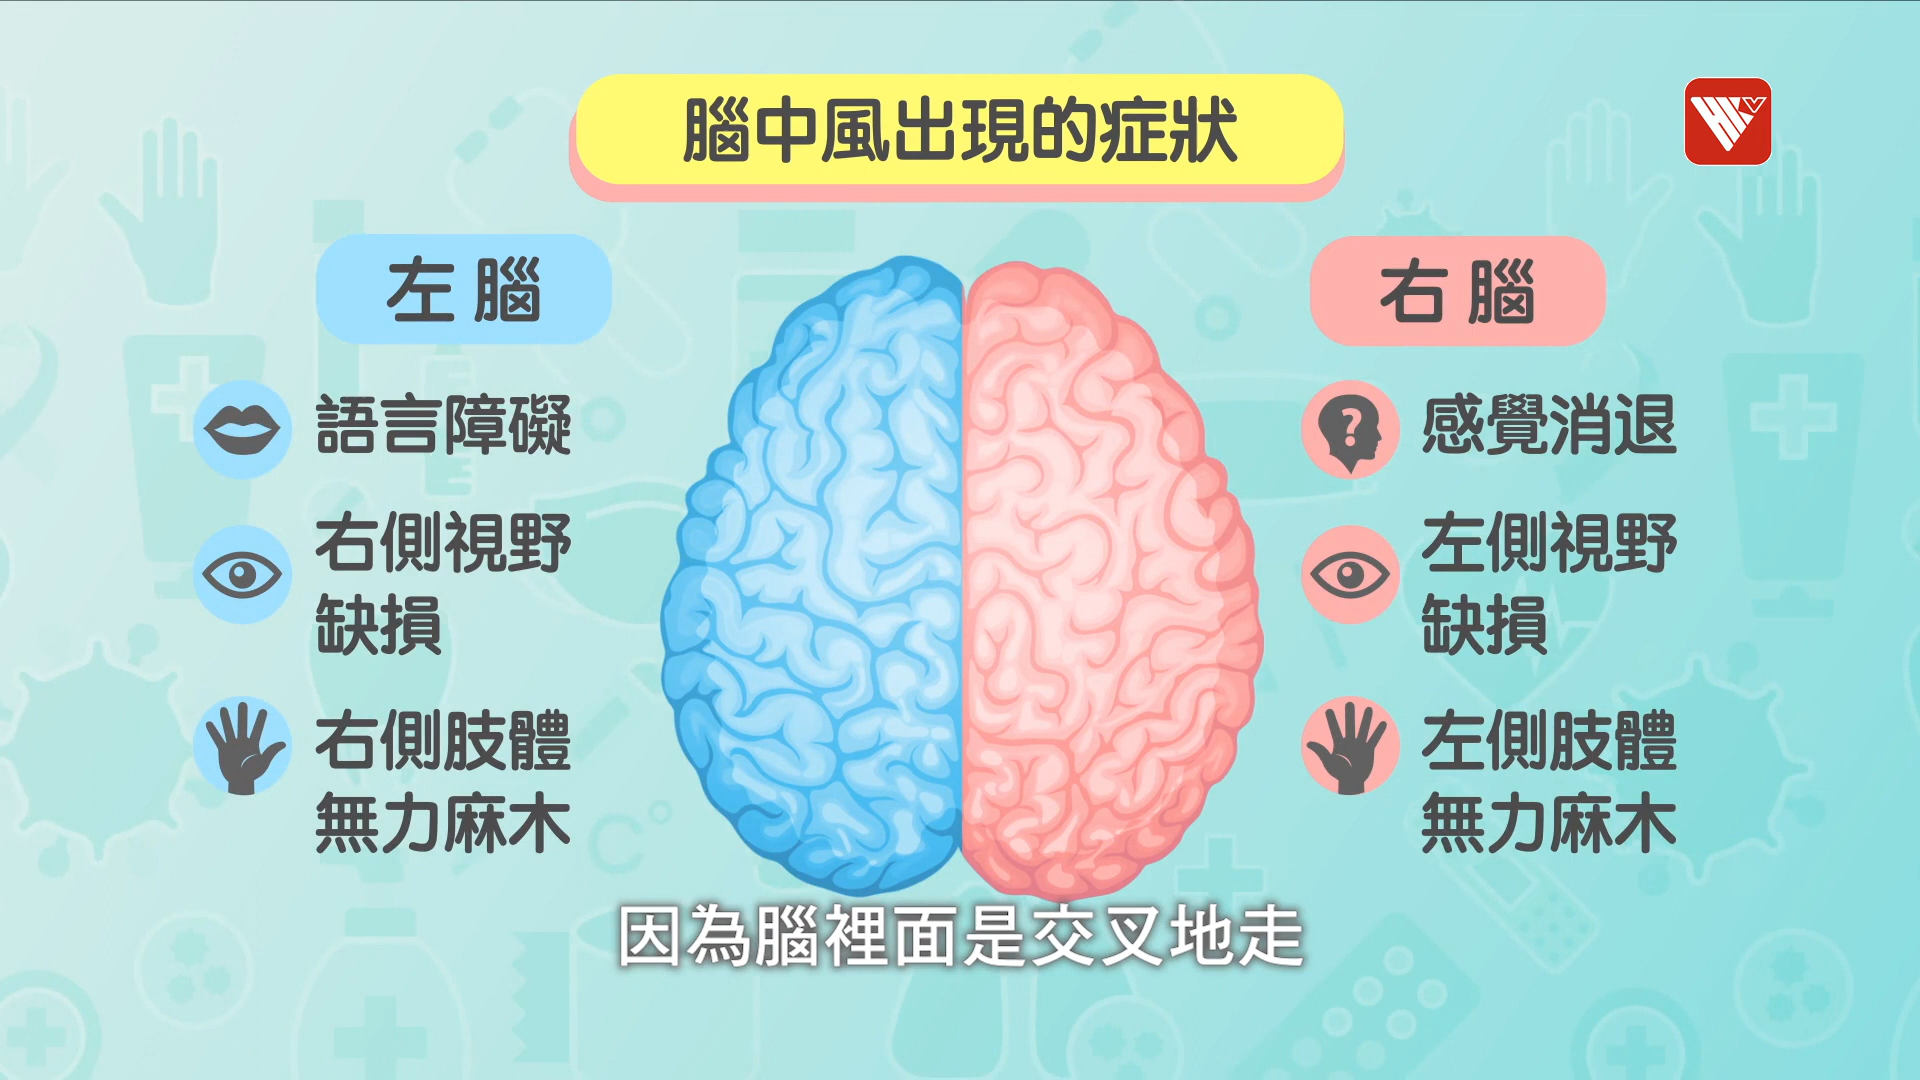 腦中風出現的症狀
左腦
語言障礙
右側視野
缺損
右側肢體
無力麻木
右腦
感覺消退
左側視野
缺損
左側肢體
無力麻木
因為腦裡面是交叉地走